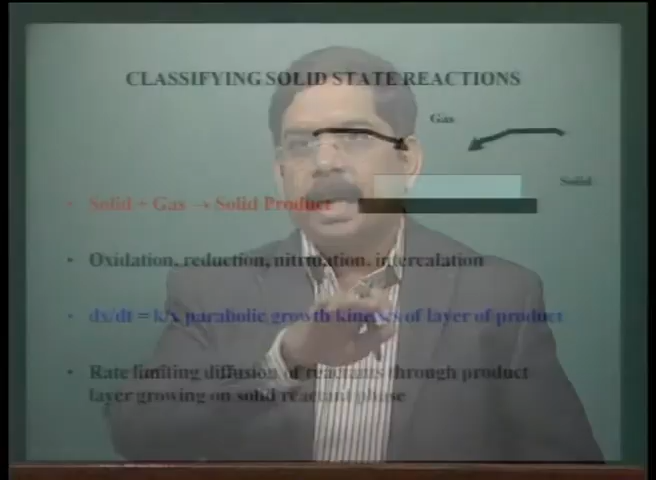 CLASSIFYING SOLID STATE REACTIONS
Gas
Solid
• Solid + Gas → Solid Product
• Oxidation, reduction, nitridation, intercalation
• dx/dt = k/x parabolic growth kinetics of layer of product
• Rate limiting diffusion of reactants through product
layer growing on solid reactant phase